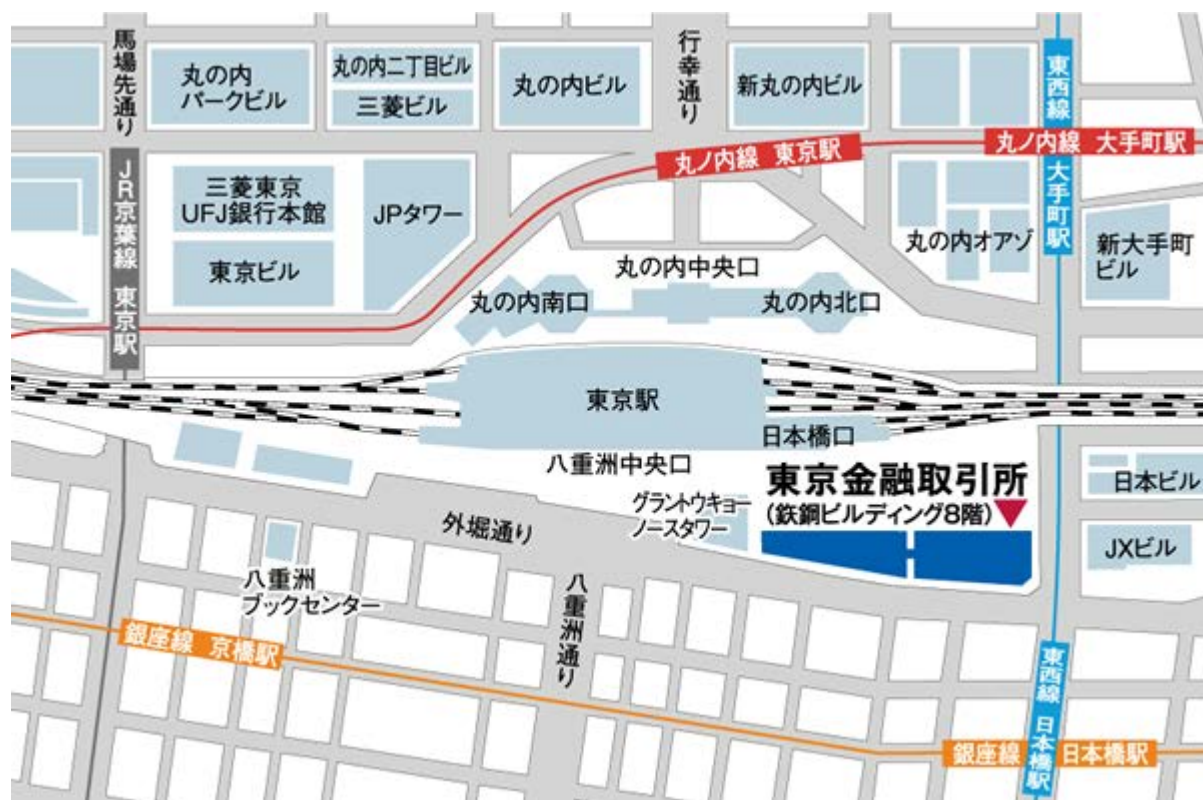 馬場先通り
丸の内
パークビル
丸の内二丁目ビル
三菱ビル
丸の内ビル
行幸通り
新丸の内ビル
東西線 大手町駅
丸ノ内線 東京駅
丸ノ内線 大手町駅
JR京葉線 東京駅
三菱東京
UFJ銀行本館
JPタワー
東京ビル
丸の内オアゾ
新大手町
ビル
丸の内中央口
丸の内南口
丸の内北口
東京駅
日本橋口
八重洲中央口
グラントウキョー
ノースタワー
東京金融取引所
(鉄鋼ビルディング8階)
日本ビル
JXビル
外堀通り
八重洲
ブックセンター
八重洲通り
銀座線 京橋駅
東西線 日本橋駅
銀座線 日本橋駅